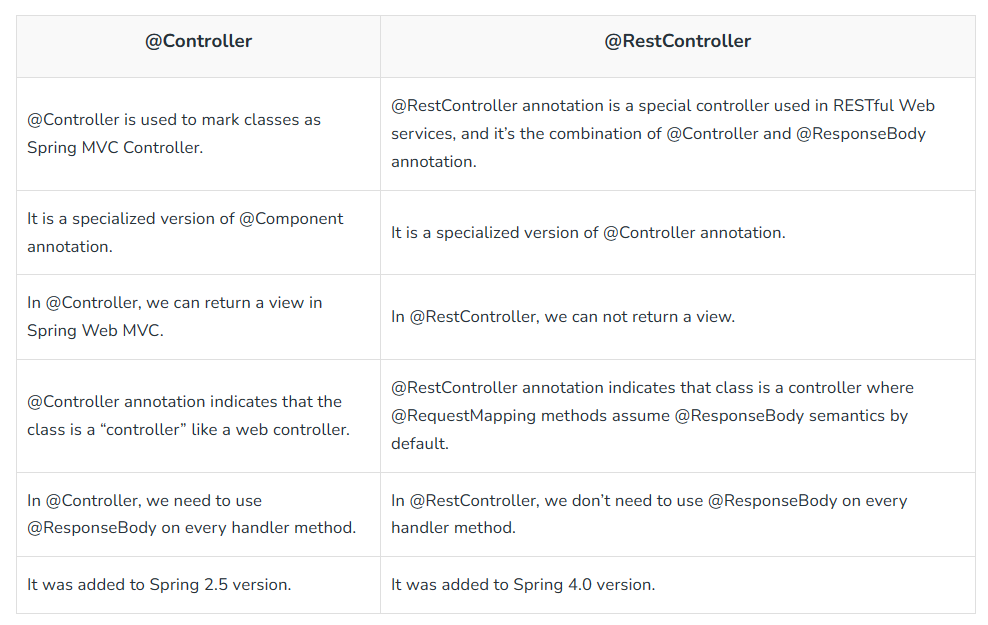 @Controller
@RestController
@Controller is used to mark classes as
Spring MVC Controller.
@RestController annotation is a special controller used in RESTful Web
services, and it’s the combination of @Controller and @ResponseBody
annotation.
It is a specialized version of @Component
annotation.
It is a specialized version of @Controller annotation.
In @Controller, we can return a view in
Spring Web MVC.
In @RestController, we can not return a view.
@Controller annotation indicates that the
class is a “controller” like a web controller.
@RestController annotation indicates that class is a controller where
@RequestMapping methods assume @ResponseBody semantics by
default.
In @Controller, we need to use
@ResponseBody on every handler method.
In @RestController, we don’t need to use @ResponseBody on every
handler method.
It was added to Spring 2.5 version.
It was added to Spring 4.0 version.